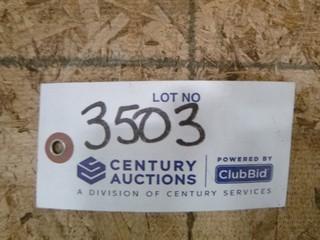 LOT NO
3503
CENTURY AUCTIONS
POWERED BY
ClubBid
A DIVISION OF CENTURY SERVICES